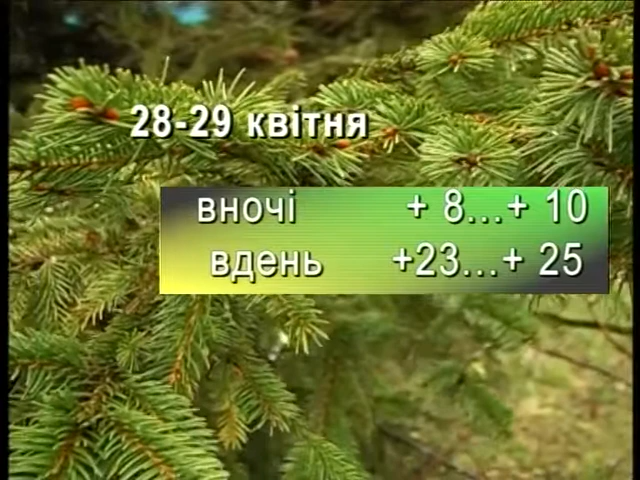 28-29 квітня
вночі + 8...+ 10
вдень +23...+ 25